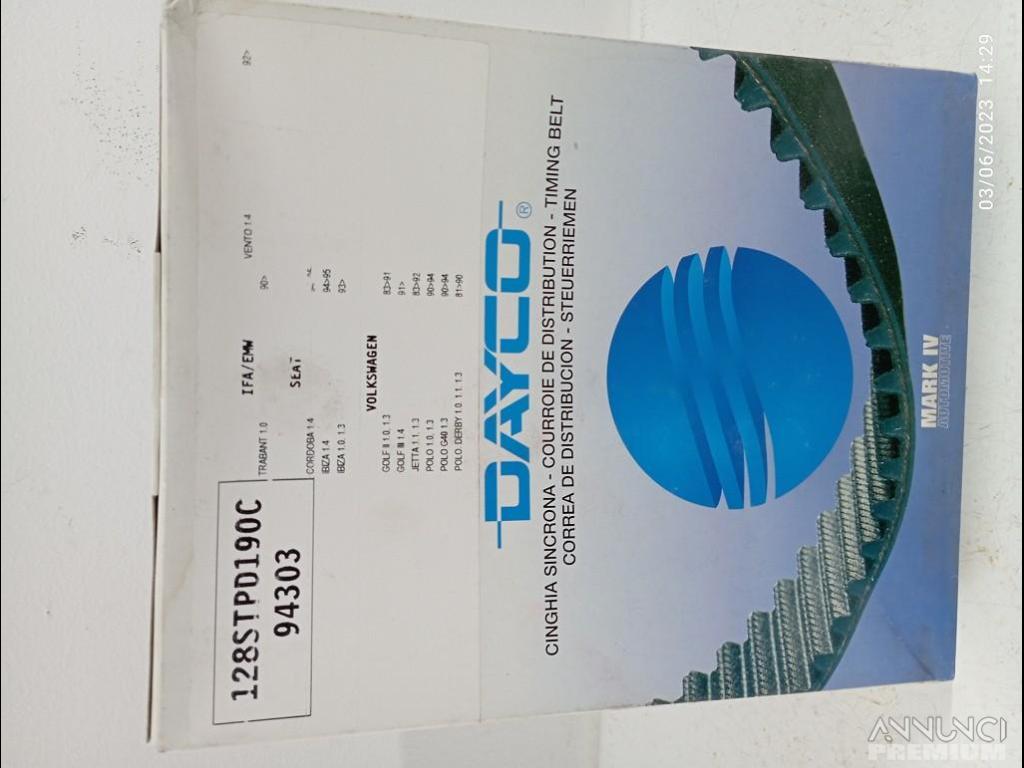 128STPD190C
94303
IFA/EMW
TRABANT 1.0 90> VENTO 1.4 92>
SEAT
CORDOBA 1.4
IBIZA 1.4 94>95
IBIZA 1.0. 1.3 93>
VOLKSWAGEN
GOLF II 1.0. 1.3 83>91
GOLF III 1.4 91>
JETTA 1.1. 1.3 83>92
POLO 1.0. 1.3 90>94
POLO G40 1.3 90>94
POLO. DERBY 1.0. 1.1. 1.3 81>90
DAYCO®
CINGHIA SINCRONA - COURROIE DE DISTRIBUTION - TIMING BELT
CORREA DE DISTRIBUCION - STEUERRIEMEN
MARK IV
AUTOMOTIVE
03/06/2023 14:29
ANNUNCI
PREMIUM